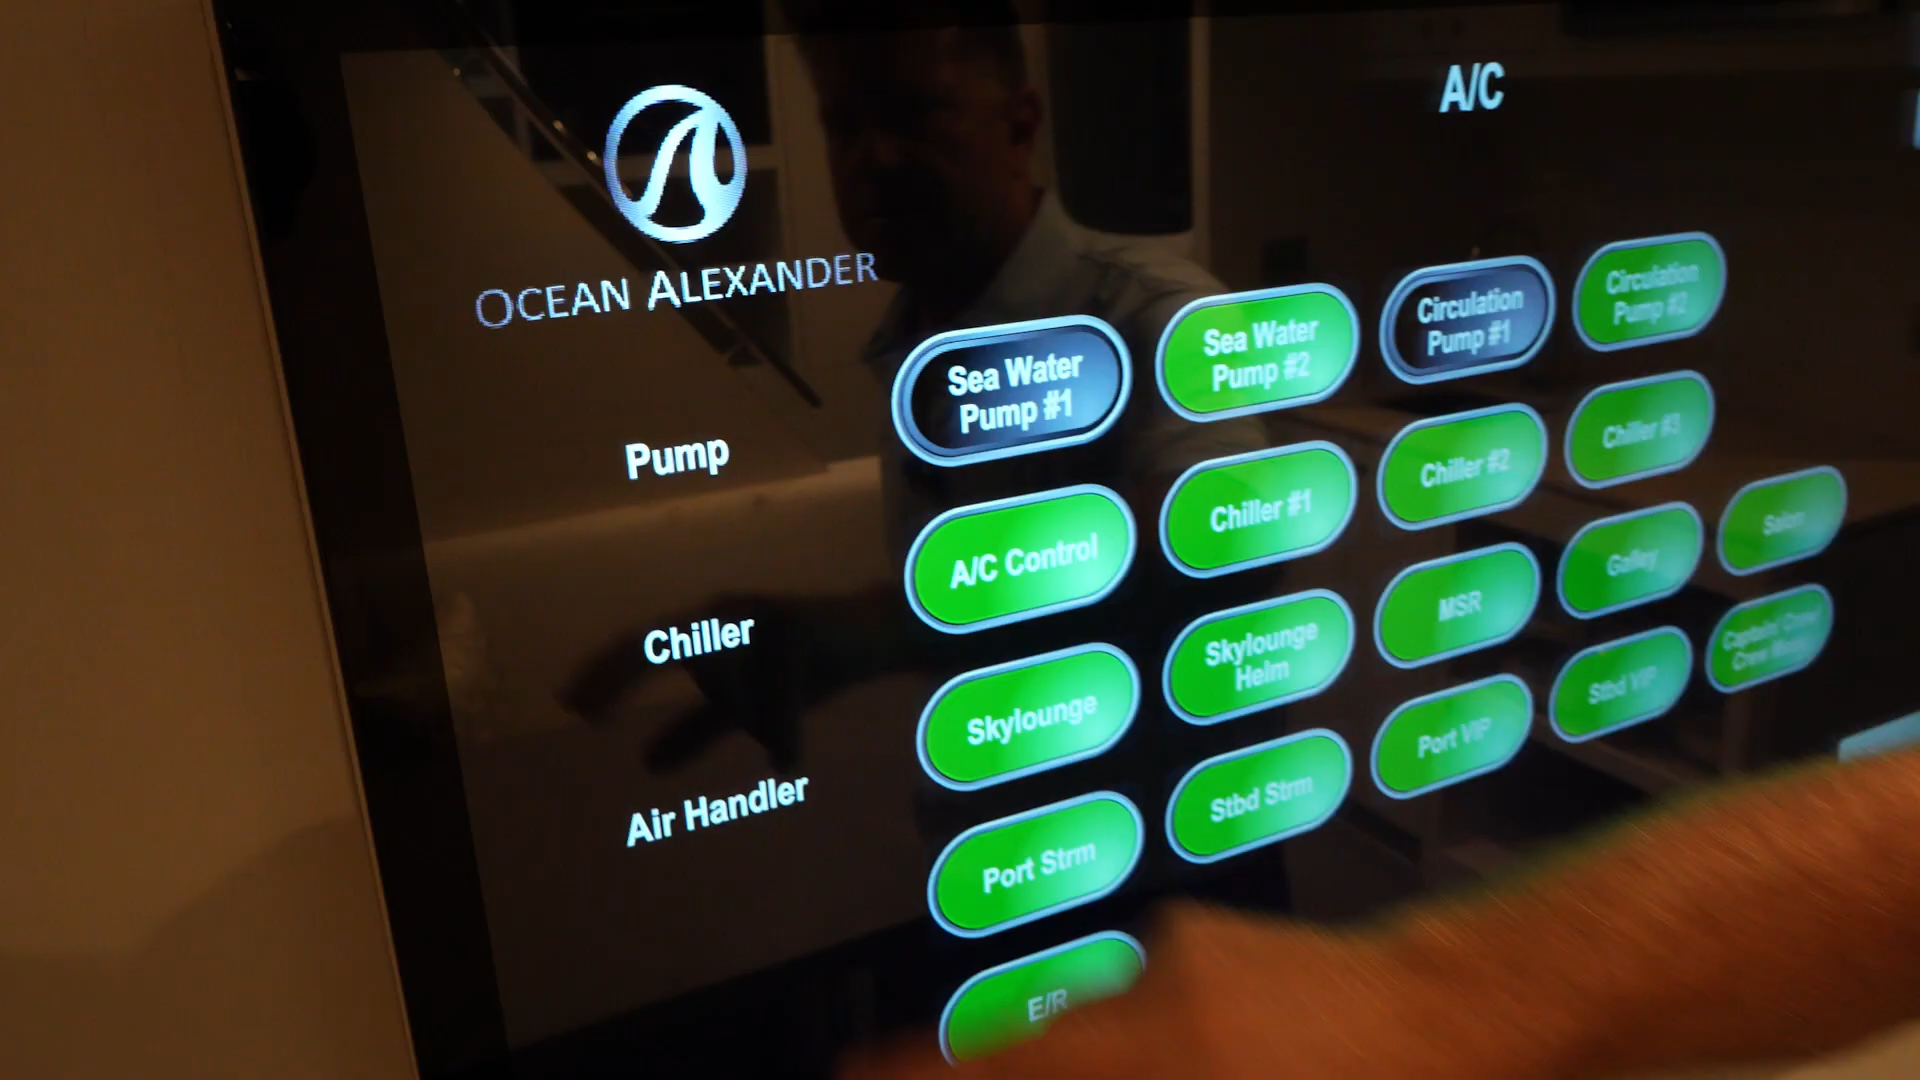 A/C
OCEAN ALEXANDER
Pump
Sea Water
Pump #1
Sea Water
Pump #2
Circulation
Pump #1
Circulation
Pump #2
Chiller
A/C Control
Chiller #1
Chiller #2
Chiller #3
Air Handler
Skylounge
Skylounge
Helm
MSR
Galley
Salon
Port Strm
Stbd Strm
Port VIP
Stbd VIP
E/R